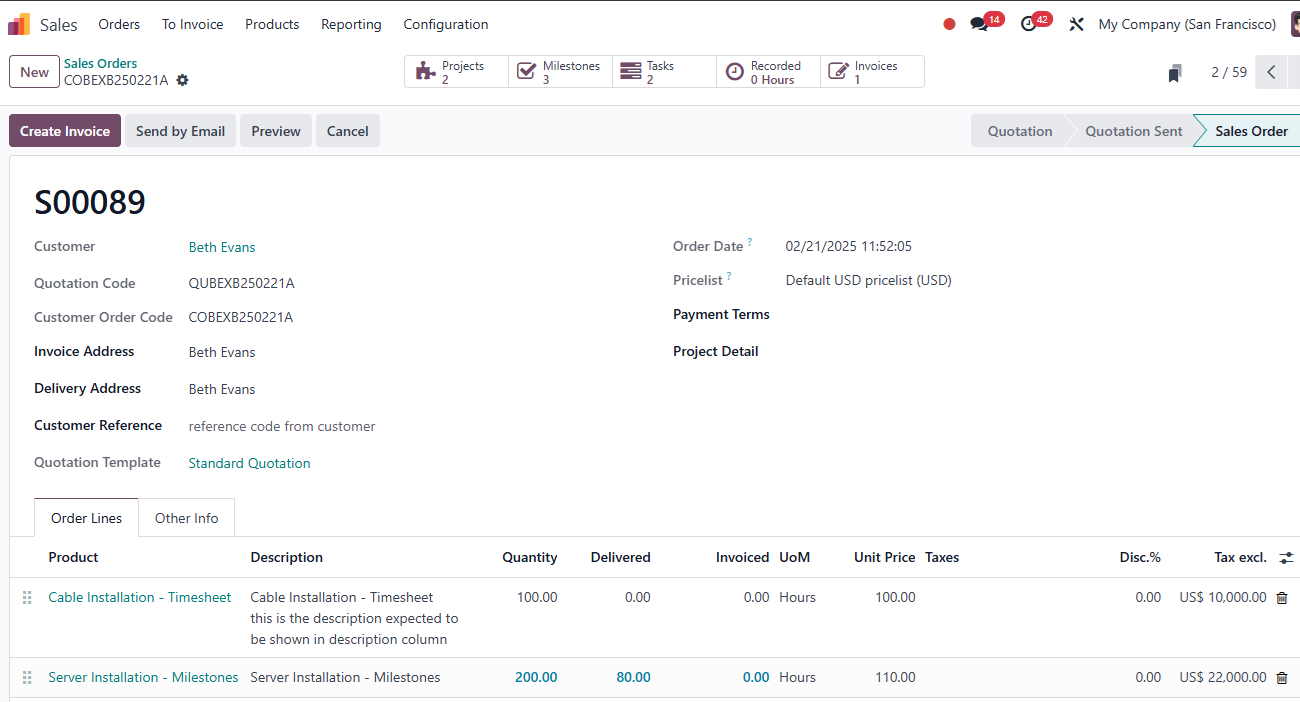 Sales Orders To Invoice Products Reporting Configuration 14 42 My Company (San Francisco)
New Sales Orders COBEXB250221A
Projects 2 Milestones 3 Tasks 2 Recorded 0 Hours Invoices 1 2 / 59
Create Invoice Send by Email Preview Cancel Quotation Quotation Sent Sales Order
S00089
Customer Beth Evans Order Date ? 02/21/2025 11:52:05
Quotation Code QUBEXB250221A Pricelist ? Default USD pricelist (USD)
Customer Order Code COBEXB250221A Payment Terms
Invoice Address Beth Evans Project Detail
Delivery Address Beth Evans
Customer Reference reference code from customer
Quotation Template Standard Quotation
Order Lines Other Info
Product Description Quantity Delivered Invoiced UoM Unit Price Taxes Disc.% Tax excl.
Cable Installation - Timesheet Cable Installation - Timesheet 100.00 0.00 0.00 Hours 100.00 0.00 US$ 10,000.00
this is the description expected to
be shown in description column
Server Installation - Milestones Server Installation - Milestones 200.00 80.00 0.00 Hours 110.00 0.00 US$ 22,000.00